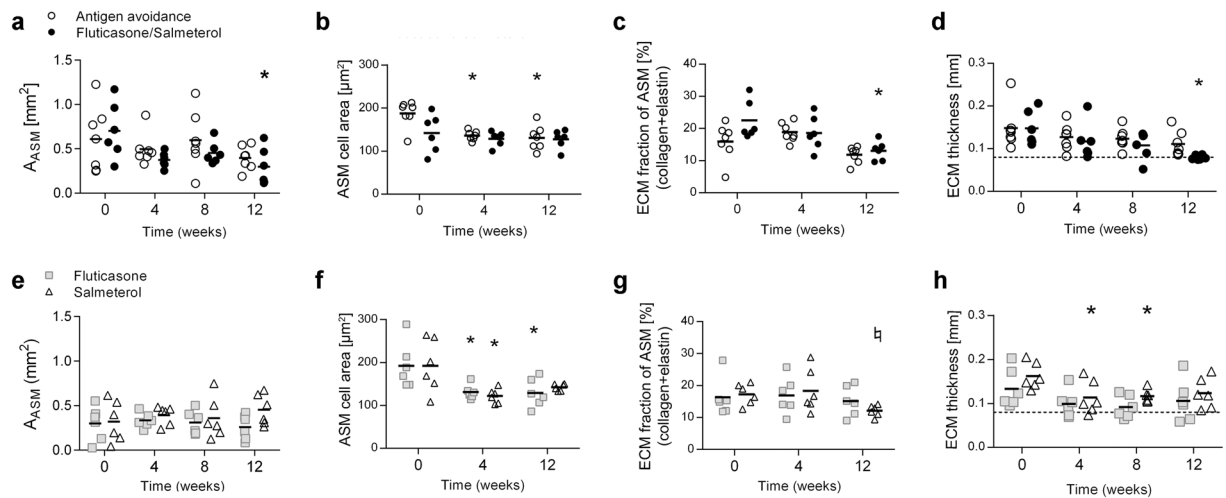 Antigen avoidance
Fluticasone/Salmeterol
a
A_ASM [mm²]
1.5
1.0
0.5
0.0
*
0 4 8 12
Time (weeks)
b
ASM cell area [µm²]
300
200
100
0
* *
0 4 12
Time (weeks)
c
ECM fraction of ASM [%]
(collagen+elastin)
40
30
20
10
0
*
0 4 12
Time (weeks)
d
ECM thickness [mm]
0.3
0.2
0.1
0.0
*
0 4 8 12
Time (weeks)
Fluticasone
Salmeterol
e
A_ASM (mm²)
1.5
1.0
0.5
0.0
0 4 8 12
Time (weeks)
f
ASM cell area [µm²]
300
200
100
0
* * *
0 4 12
Time (weeks)
g
ECM fraction of ASM [%]
(collagen+elastin)
40
30
20
10
0
0 4 12
Time (weeks)
h
ECM thickness [mm]
0.3
0.2
0.1
0.0
* *
0 4 8 12
Time (weeks)